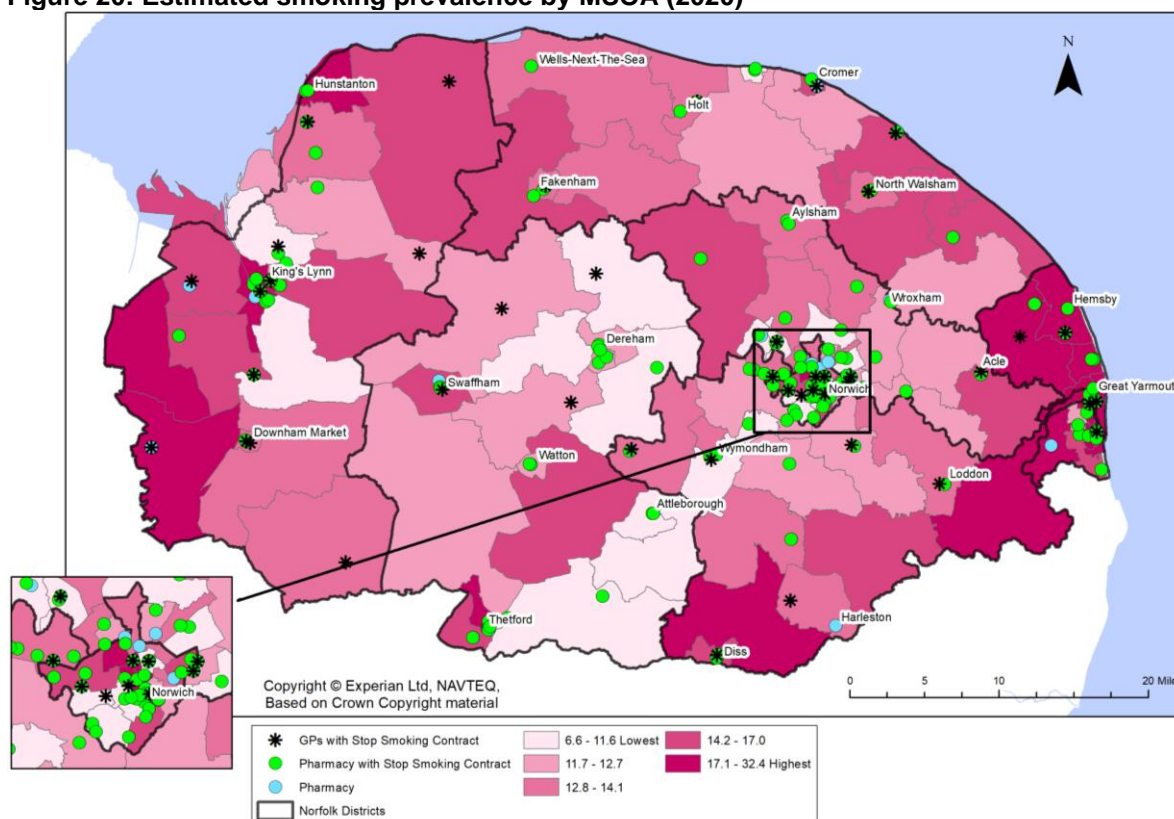 Figure 20: Estimated smoking prevalence by MSOA (2020)
N
Wells-Next-The-Sea
Cromer
Hunstanton
Holt
Fakenham
North Walsham
Aylsham
King's Lynn
Wroxham
Hemsby
Dereham
Acle
Swaffham
Norwich
Great Yarmout
Downham Market
Watton
Wymondham
Loddon
Attleborough
Thetford
Harleston
Diss
Norwich
Copyright © Experian Ltd, NAVTEQ,
Based on Crown Copyright material
0 5 10 20 Mile
GPs with Stop Smoking Contract
Pharmacy with Stop Smoking Contract
Pharmacy
Norfolk Districts
6.6 - 11.6 Lowest
11.7 - 12.7
12.8 - 14.1
14.2 - 17.0
17.1 - 32.4 Highest